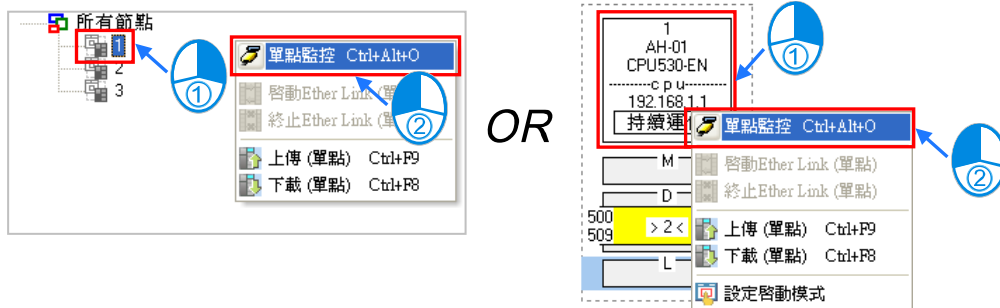 所有節點
1
2
3
單點監控 Ctrl+Alt+O
啓動Ether Link (單
終止Ether Link (單
上傳 (單點) Ctrl+F9
下載 (單點) Ctrl+F8
①
②
OR
1
AH-01
CPU530-EN
--------c p u--------
192.168.1.1
持續運
M
D
500
509
>2<
L
單點監控 Ctrl+Alt+O
啓動Ether Link (單點)
終止Ether Link (單點)
上傳 (單點) Ctrl+F9
下載 (單點) Ctrl+F8
設定啓動模式
①
②